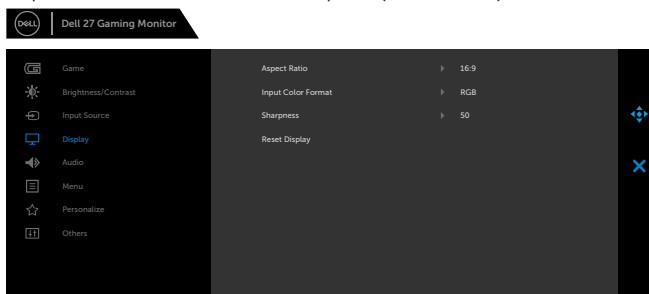 DELL Dell 27 Gaming Monitor
Game
Brightness/Contrast
Input Source
Display
Audio
Menu
Personalize
Others
Aspect Ratio 16:9
Input Color Format RGB
Sharpness 50
Reset Display